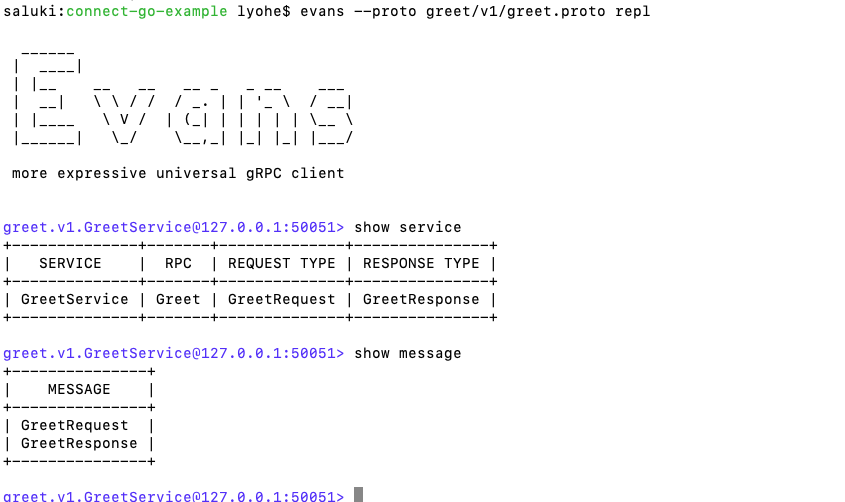 saluki:connect-go-example lyohe$ evans --proto greet/v1/greet.proto repl
Evans
more expressive universal gRPC client
greet.v1.GreetService@127.0.0.1:50051> show service
+--------------+-------+--------------+---------------+
|   SERVICE    |  RPC  | REQUEST TYPE | RESPONSE TYPE |
+--------------+-------+--------------+---------------+
| GreetService | Greet | GreetRequest | GreetResponse |
+--------------+-------+--------------+---------------+
greet.v1.GreetService@127.0.0.1:50051> show message
+---------------+
|    MESSAGE    |
+---------------+
| GreetRequest  |
| GreetResponse |
+---------------+
greet.v1.GreetService@127.0.0.1:50051>